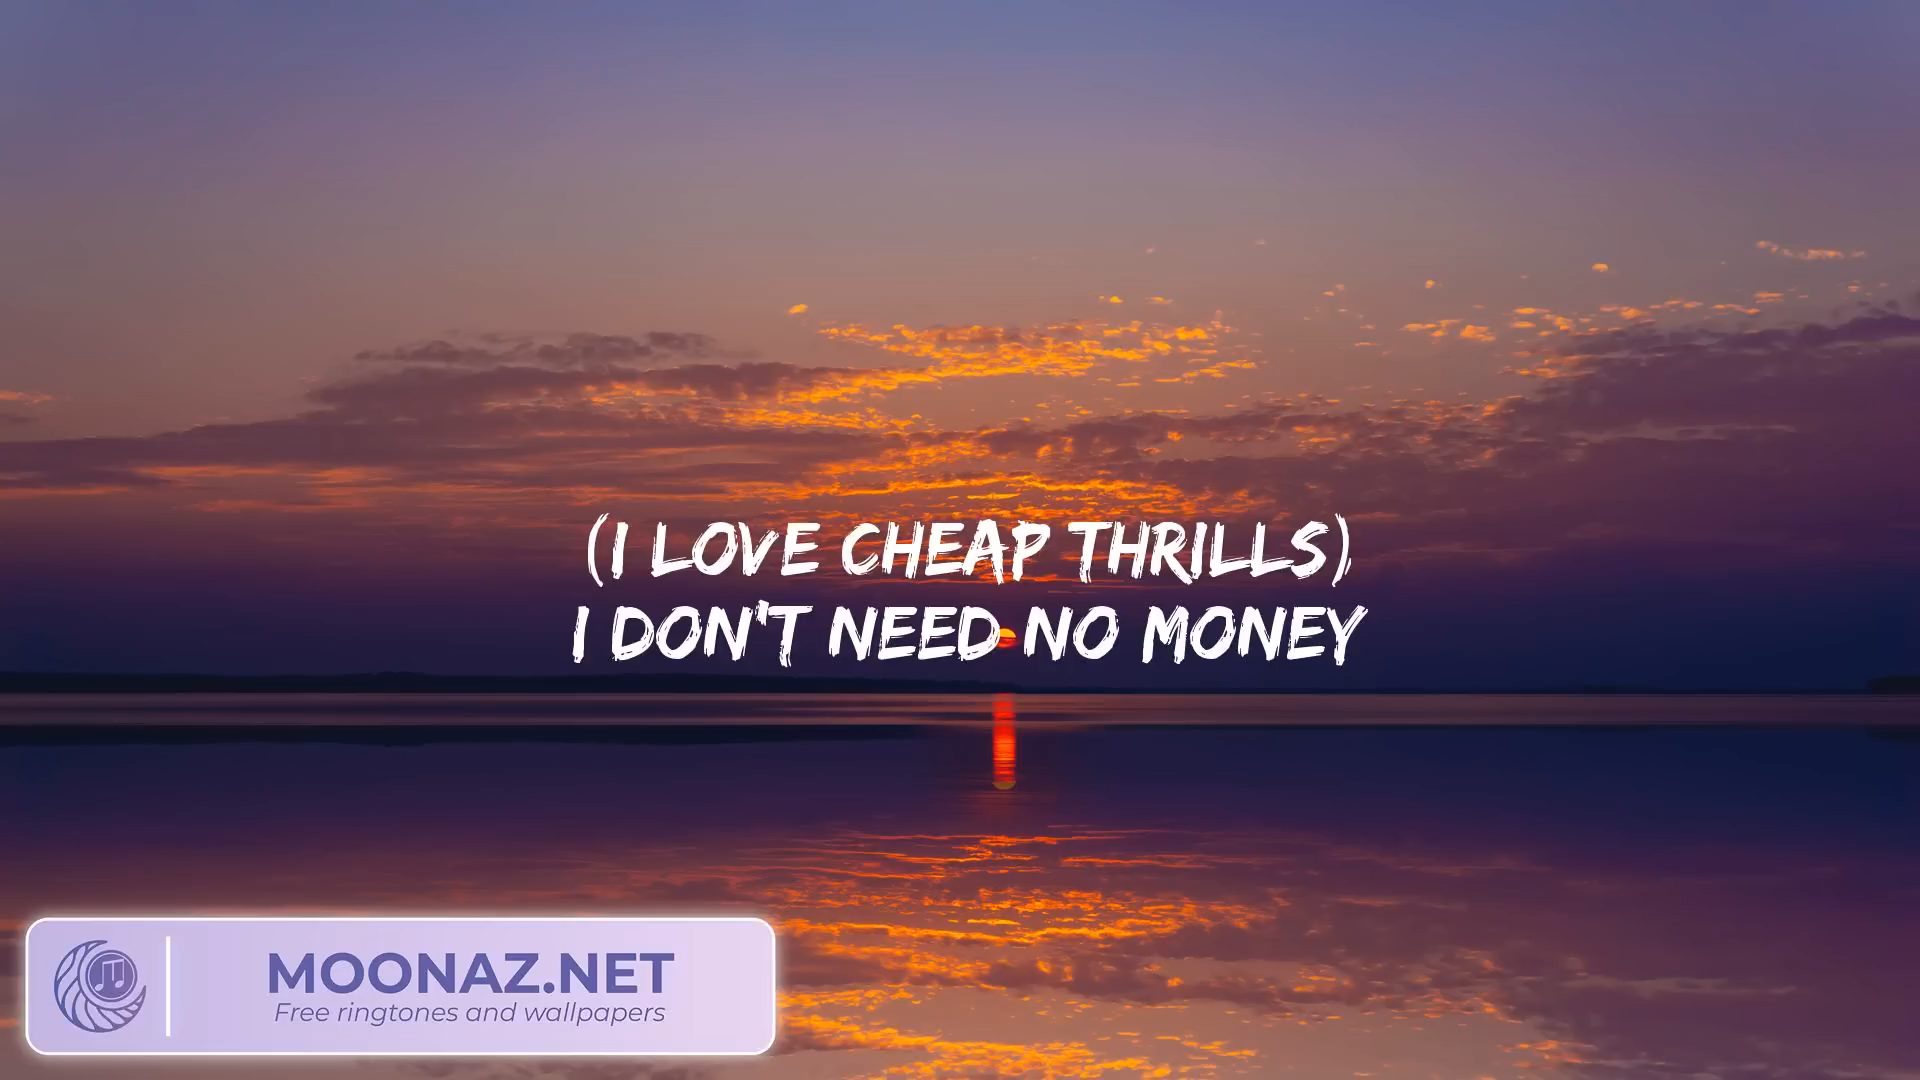 (I LOVE CHEAP THRILLS)
I DON'T NEED NO MONEY
MOONAZ.NET
Free ringtones and wallpapers